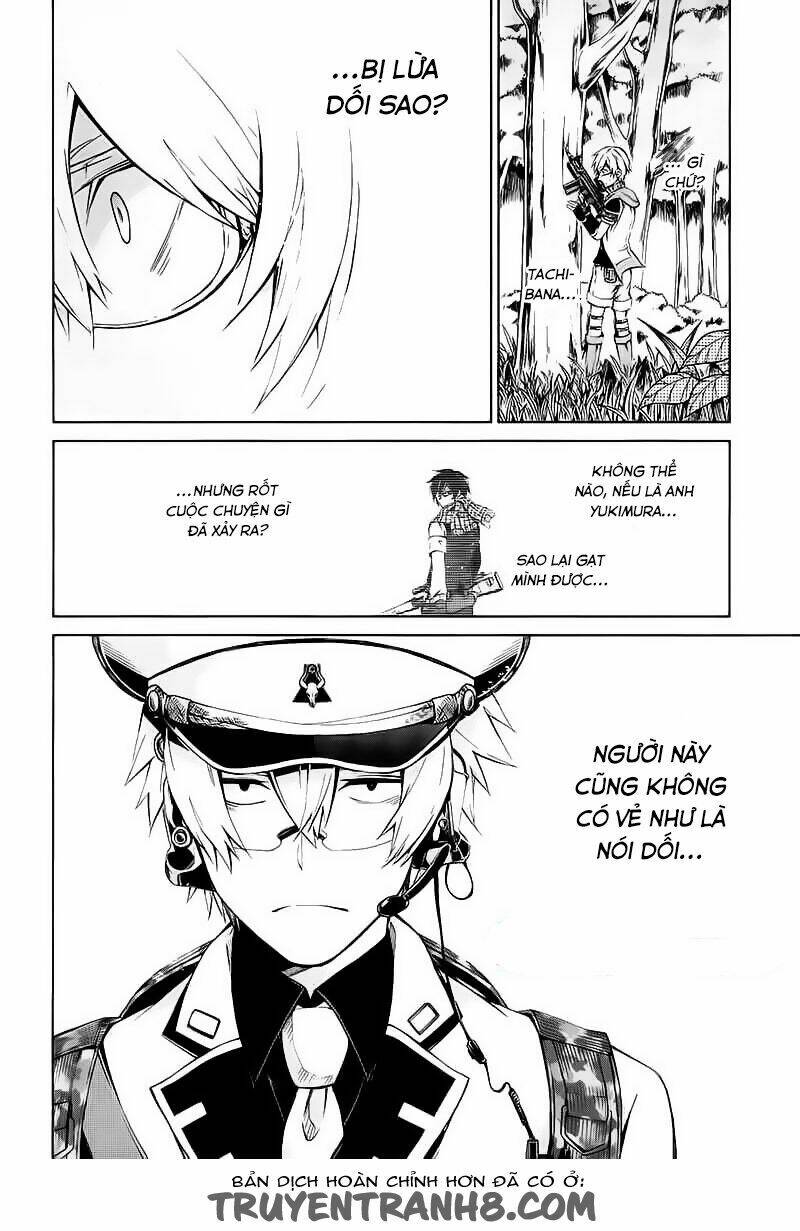 ...BỊ LỪA
DỐI SAO?
... GÌ
CHỨ?
TACHI-
BANA...
...NHƯNG RỐT
CUỘC CHUYỆN GÌ
ĐÃ XẢY RA?
KHÔNG THỂ
NÀO, NẾU LÀ ANH
YUKIMURA...
SAO LẠI GẠT
MÌNH ĐƯỢC...
NGƯỜI NÀY
CŨNG KHÔNG
CÓ VẺ NHƯ LÀ
NÓI DỐI...
BẢN DỊCH HOÀN CHỈNH HƠN ĐÃ CÓ Ở:
TRUYENTRANH8.COM